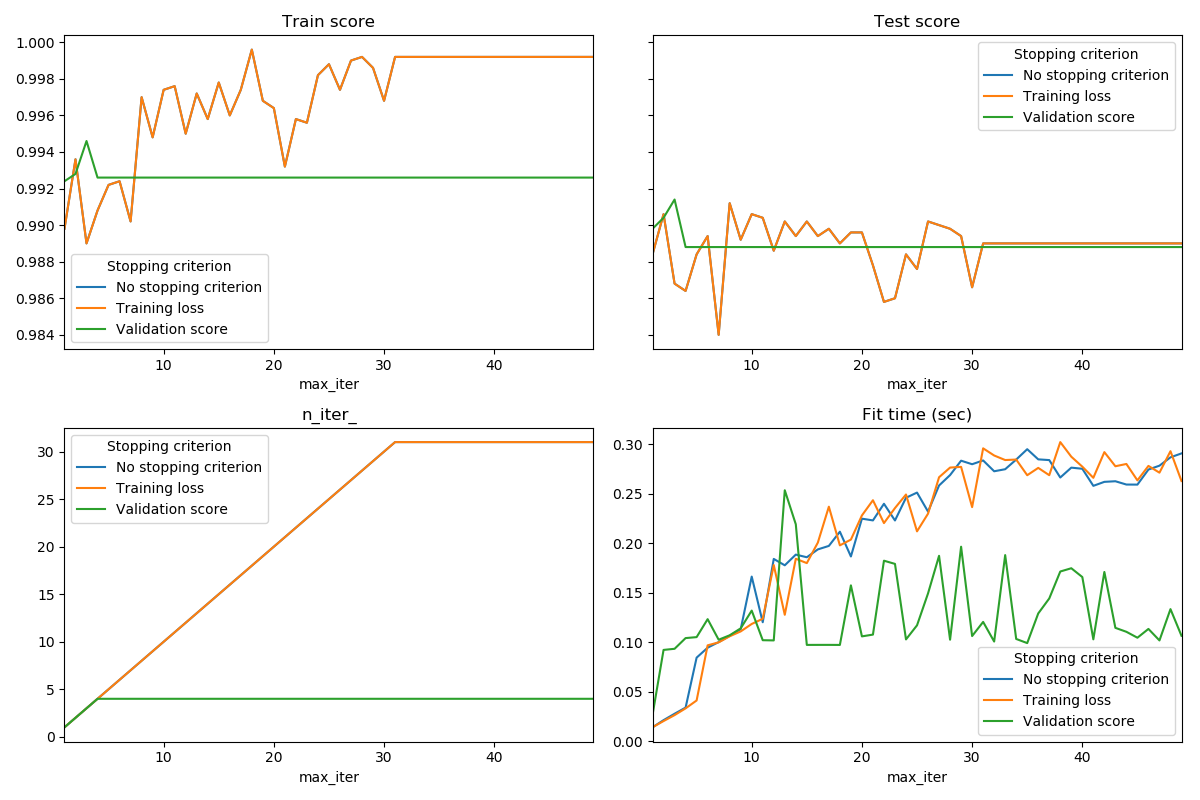 Train score
1.000
0.998
0.996
0.994
0.992
0.990
0.988
0.986
0.984
Stopping criterion
No stopping criterion
Training loss
Validation score
10 20 30 40
max_iter
Test score
Stopping criterion
No stopping criterion
Training loss
Validation score
10 20 30 40
max_iter
n_iter_
30
25
20
15
10
5
0
Stopping criterion
No stopping criterion
Training loss
Validation score
10 20 30 40
max_iter
Fit time (sec)
0.30
0.25
0.20
0.15
0.10
0.05
0.00
Stopping criterion
No stopping criterion
Training loss
Validation score
10 20 30 40
max_iter